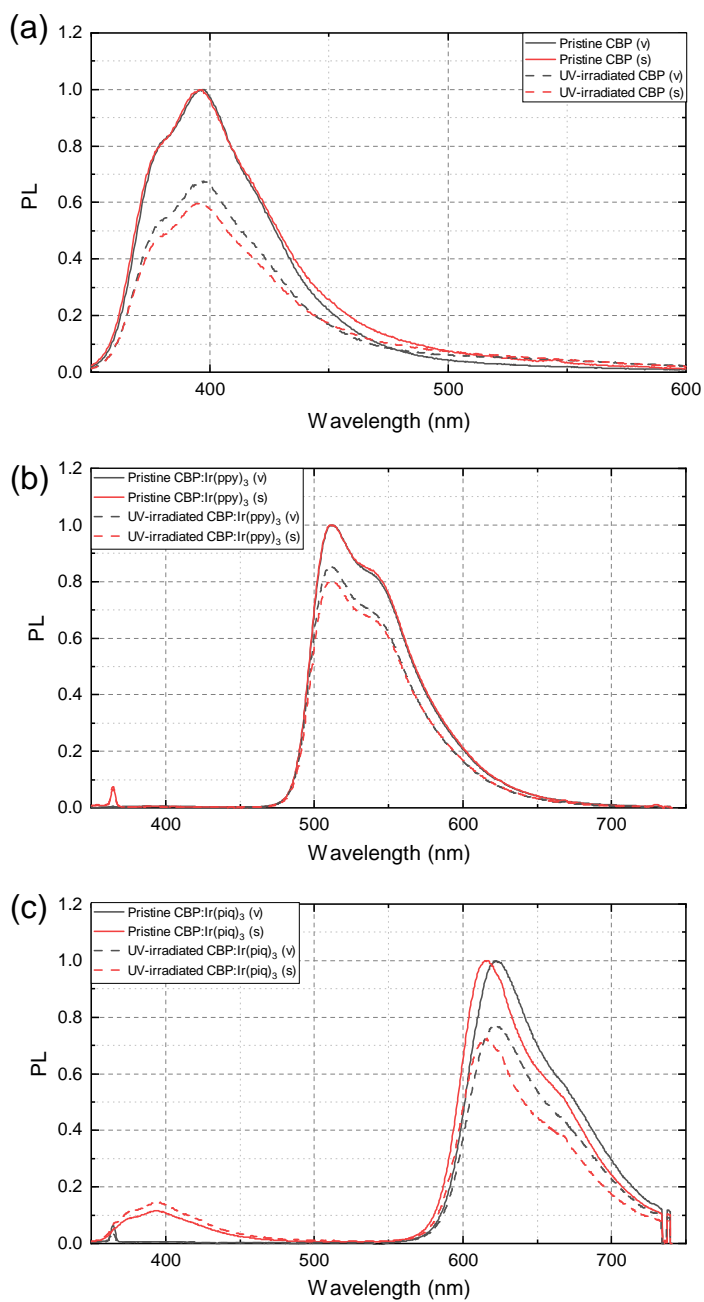 (a)
Pristine CBP (v)
Pristine CBP (s)
UV-irradiated CBP (v)
UV-irradiated CBP (s)
1.2
1.0
0.8
0.6
0.4
0.2
0.0
PL
400
500
600
Wavelength (nm)
(b)
Pristine CBP:Ir(ppy)3 (v)
Pristine CBP:Ir(ppy)3 (s)
UV-irradiated CBP:Ir(ppy)3 (v)
UV-irradiated CBP:Ir(ppy)3 (s)
1.2
1.0
0.8
0.6
0.4
0.2
0.0
PL
400
500
600
700
Wavelength (nm)
(c)
Pristine CBP:Ir(piq)3 (v)
Pristine CBP:Ir(piq)3 (s)
UV-irradiated CBP:Ir(piq)3 (v)
UV-irradiated CBP:Ir(piq)3 (s)
1.2
1.0
0.8
0.6
0.4
0.2
0.0
PL
400
500
600
700
Wavelength (nm)